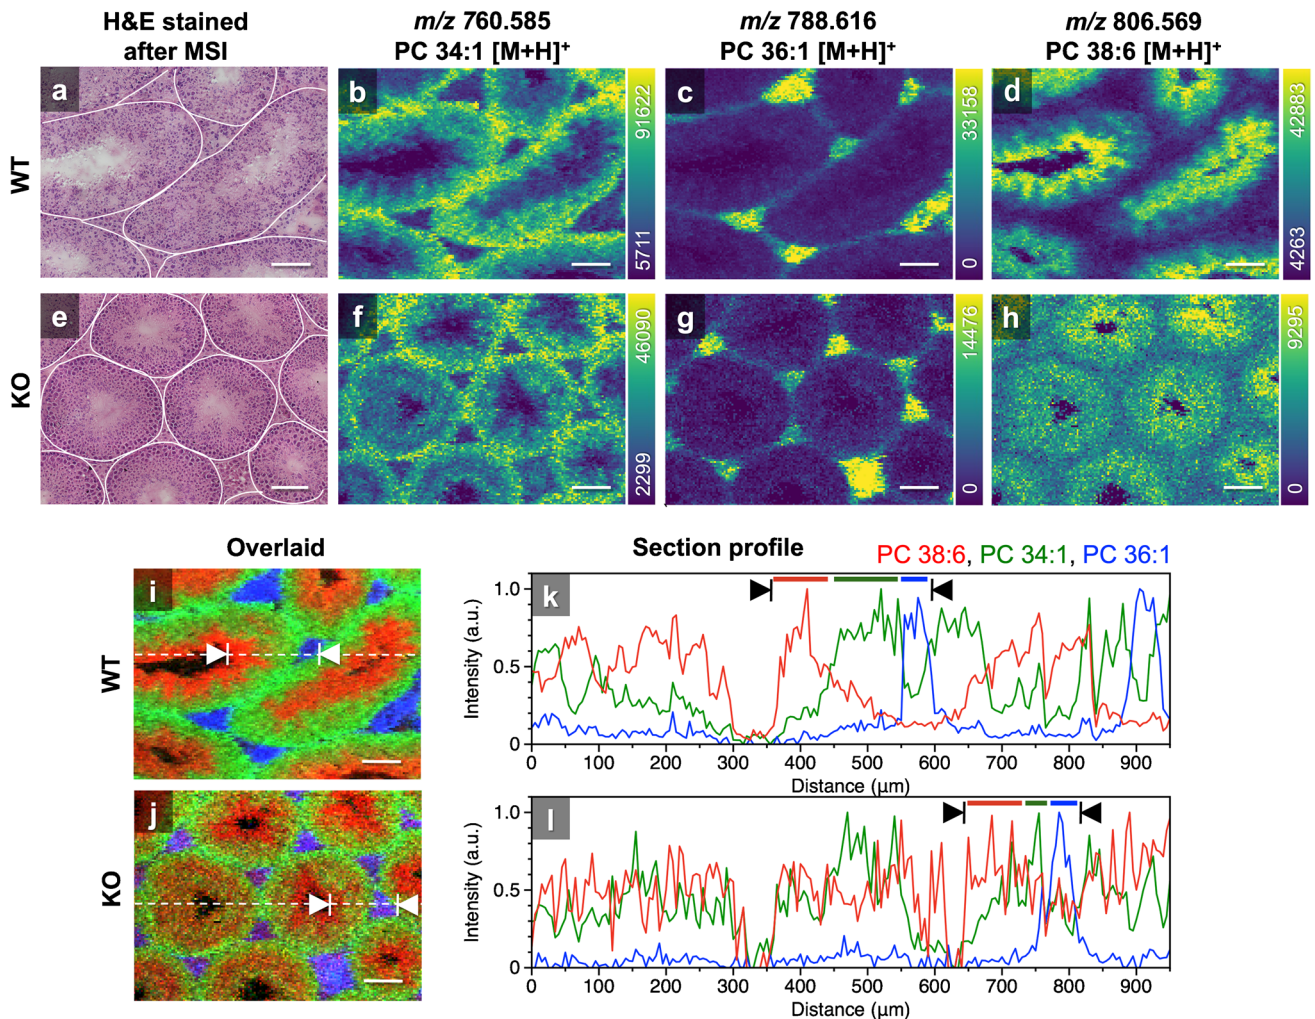 H&E stained
after MSI
m/z 760.585
PC 34:1 [M+H]⁺
m/z 788.616
PC 36:1 [M+H]⁺
m/z 806.569
PC 38:6 [M+H]⁺
WT
a
b
91622
5711
c
33158
0
d
42883
4263
KO
e
f
46090
2299
g
14476
0
h
9295
0
Overlaid
Section profile
PC 38:6, PC 34:1, PC 36:1
WT
i
k
Intensity (a.u.)
1.0
0.5
0
0 100 200 300 400 500 600 700 800 900
Distance (µm)
KO
j
l
Intensity (a.u.)
1.0
0.5
0
0 100 200 300 400 500 600 700 800 900
Distance (µm)